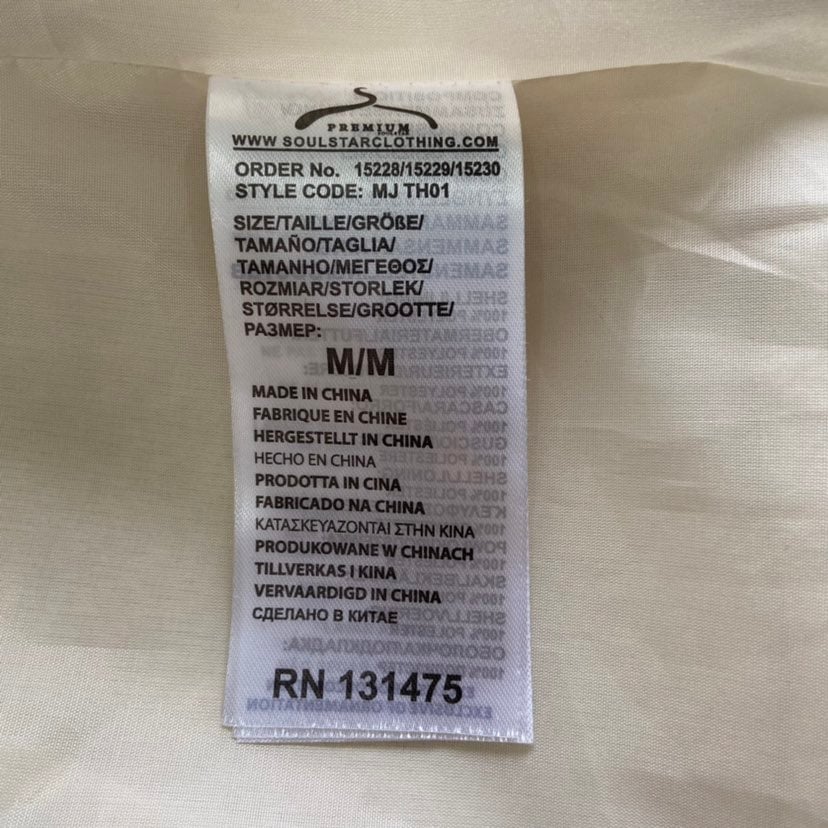 PREMIUM
WWW.SOULSTARCLOTHING.COM
ORDER No. 15228/15229/15230
STYLE CODE: MJ TH01
SIZE/TAILLE/GRÖßE/
TAMAÑO/TAGLIA/
TAMANHO/ΜΕΓΕΘΟΣ/
ROZMIAR/STORLEK/
STØRRELSE/GROOTTE/
РАЗМЕР:
M/M
MADE IN CHINA
FABRIQUE EN CHINE
HERGESTELLT IN CHINA
HECHO EN CHINA
PRODOTTA IN CINA
FABRICADO NA CHINA
ΚΑΤΑΣΚΕΥΑΖΟΝΤΑΙ ΣΤΗΝ ΚΙΝΑ
PRODUKOWANE W CHINACH
TILLVERKAS I KINA
VERVAARDIGD IN CHINA
СДЕЛАНО В КИТАЕ
RN 131475